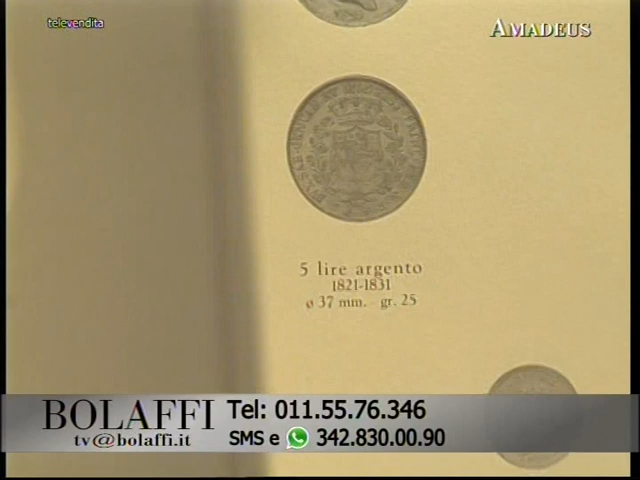 televendita
AMADEUS
5 lire argento
1821-1831
ø 37 mm. gr. 25
BOLAFFI
tv@bolaffi.it
Tel: 011.55.76.346
SMS e 342.830.00.90